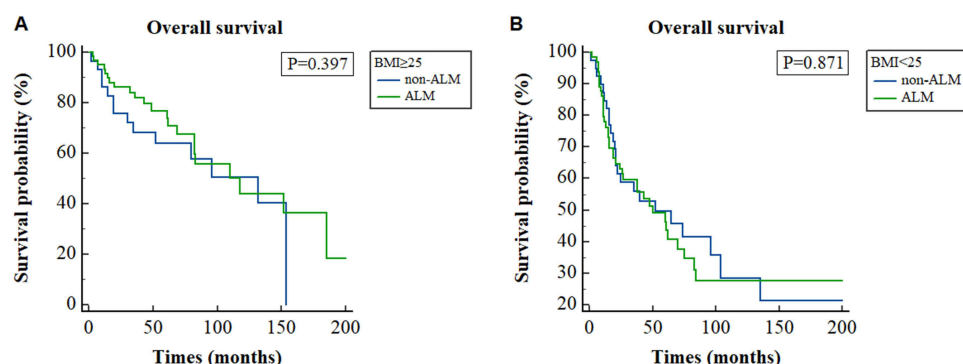 A
Overall survival
P=0.397
BMI≥25
non-ALM
ALM
Survival probability (%)
100
80
60
40
20
0
0 50 100 150 200
Times (months)
B
Overall survival
P=0.871
BMI<25
non-ALM
ALM
Survival probability (%)
100
90
80
70
60
50
40
30
20
0 50 100 150 200
Times (months)